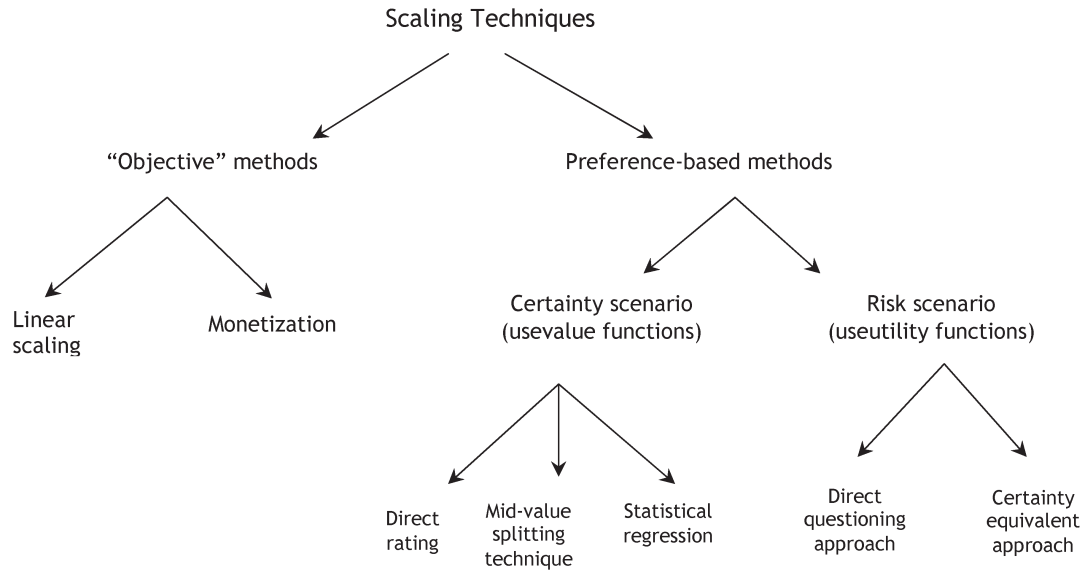 Scaling Techniques
“Objective” methods
Preference-based methods
Linear
scaling
Monetization
Certainty scenario
(usevalue functions)
Risk scenario
(useutility functions)
Direct
rating
Mid-value
splitting
technique
Statistical
regression
Direct
questioning
approach
Certainty
equivalent
approach